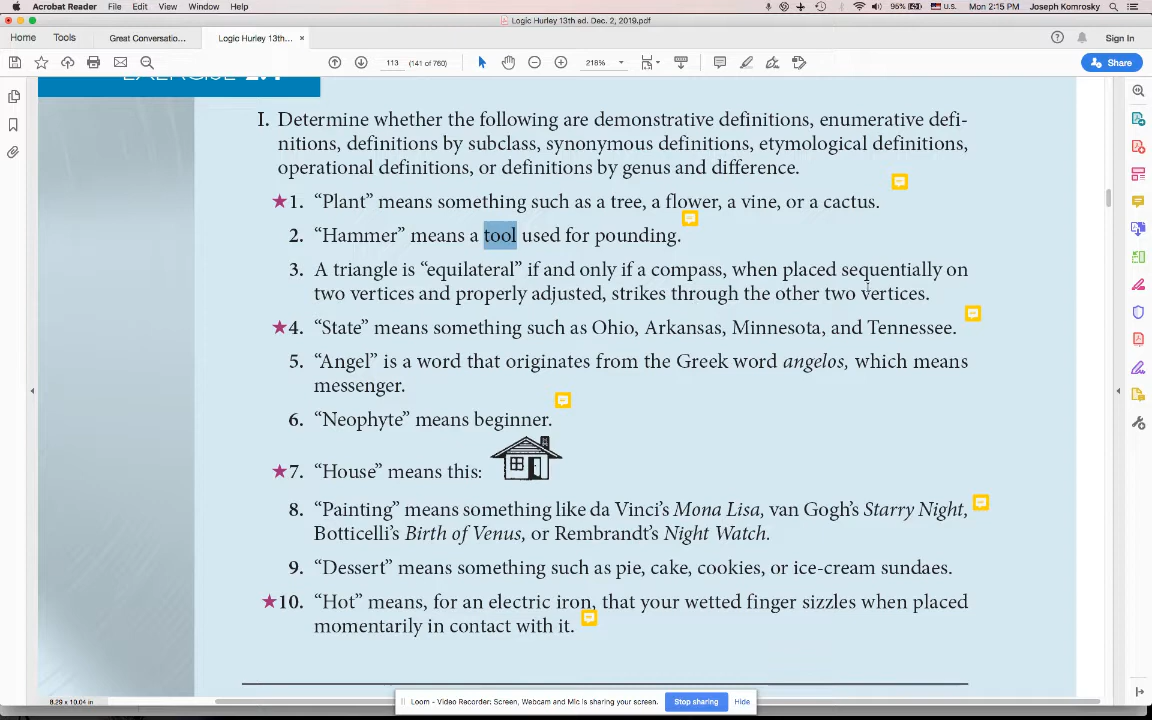 Acrobat Reader File Edit View Window Help 95% U.S. Mon 2:15 PM Joseph Komrosky
Logic Hurley 13th ed. Dec. 2, 2019.pdf
Home Tools Great Conversatio... Logic Hurley 13th... × Sign In
113 (141 of 760) 218% Share
EXERCISE 2.4
I. Determine whether the following are demonstrative definitions, enumerative defi-
nitions, definitions by subclass, synonymous definitions, etymological definitions,
operational definitions, or definitions by genus and difference.
★1. “Plant” means something such as a tree, a flower, a vine, or a cactus.
2. “Hammer” means a tool used for pounding.
3. A triangle is “equilateral” if and only if a compass, when placed sequentially on
two vertices and properly adjusted, strikes through the other two vertices.
★4. “State” means something such as Ohio, Arkansas, Minnesota, and Tennessee.
5. “Angel” is a word that originates from the Greek word angelos, which means
messenger.
6. “Neophyte” means beginner.
★7. “House” means this:
8. “Painting” means something like da Vinci’s Mona Lisa, van Gogh’s Starry Night,
Botticelli’s Birth of Venus, or Rembrandt’s Night Watch.
9. “Dessert” means something such as pie, cake, cookies, or ice-cream sundaes.
★10. “Hot” means, for an electric iron, that your wetted finger sizzles when placed
momentarily in contact with it.
8.29 x 10.04 in
Loom - Video Recorder: Screen, Webcam and Mic is sharing your screen. Stop sharing Hide